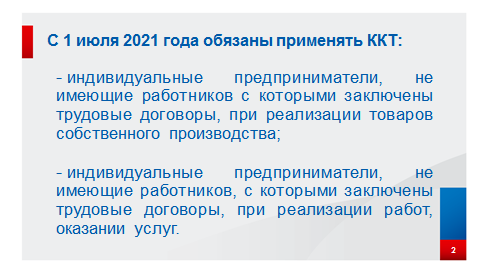 С 1 июля 2021 года обязаны применять ККТ:
- индивидуальные предприниматели, не
имеющие работников с которыми заключены
трудовые договоры, при реализации товаров
собственного производства;
- индивидуальные предприниматели, не
имеющие работников, с которыми заключены
трудовые договоры, при реализации работ,
оказании услуг.
2